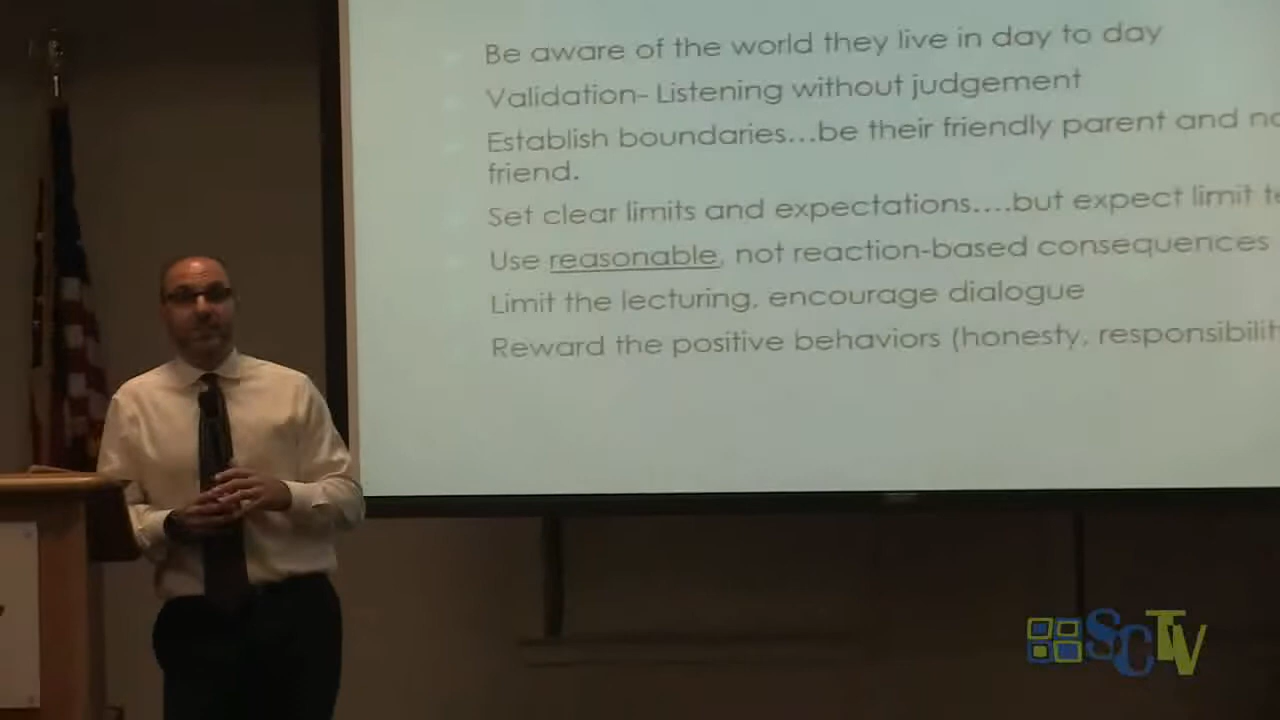 Be aware of the world they live in day to day
Validation- Listening without judgement
Establish boundaries...be their friendly parent and
friend.
Set clear limits and expectations....but expect limit
Use reasonable, not reaction-based consequences
Limit the lecturing, encourage dialogue
Reward the positive behaviors (honesty,
SCTV